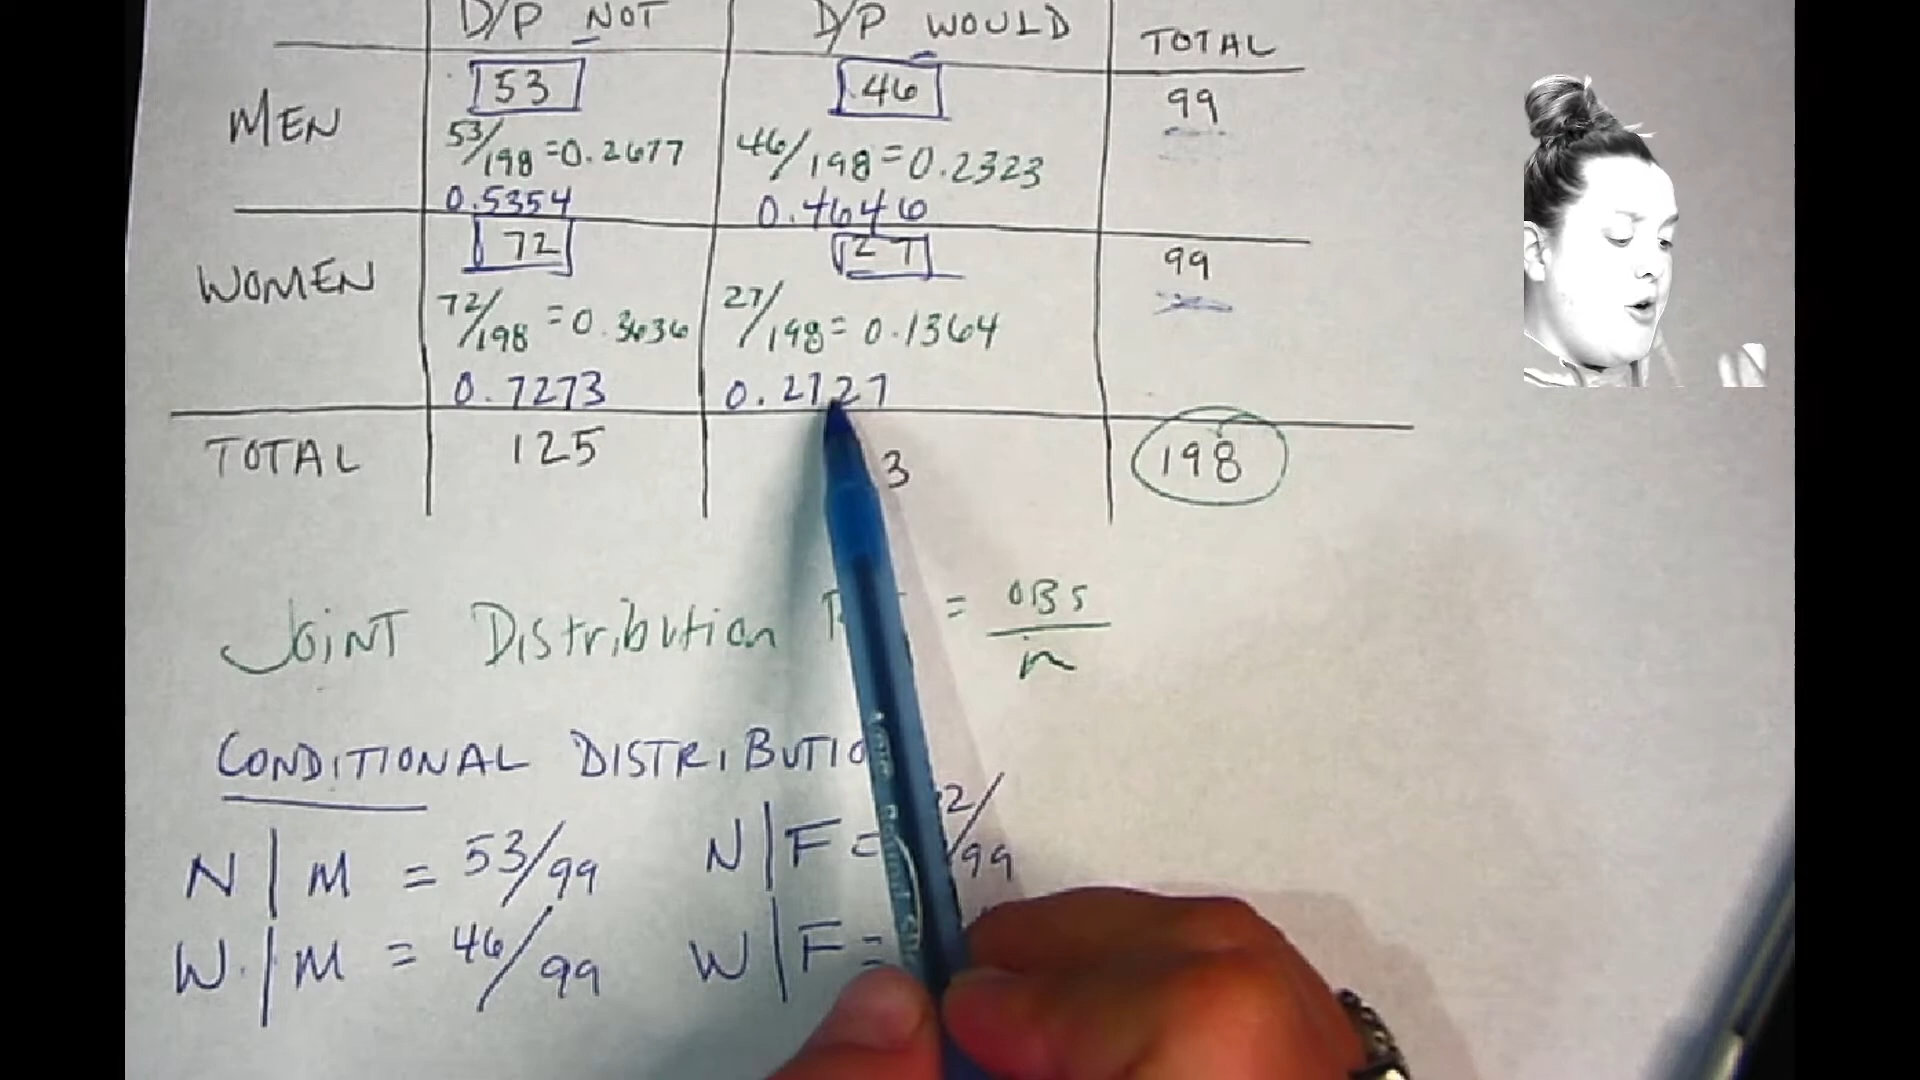 D/P NOT D/P WOULD TOTAL
MEN 53 46 99
53/198 = 0.2677 46/198 = 0.2323
0.5354 0.4646
WOMEN 72 27 99
72/198 = 0.3636 27/198 = 0.1364
0.7273 0.2727
TOTAL 125 3 198
JOINT Distribution = OBS/n
CONDITIONAL DISTRIBUTIO
N|M = 53/99 N|F = 2/99
W|M = 46/99 W|F =